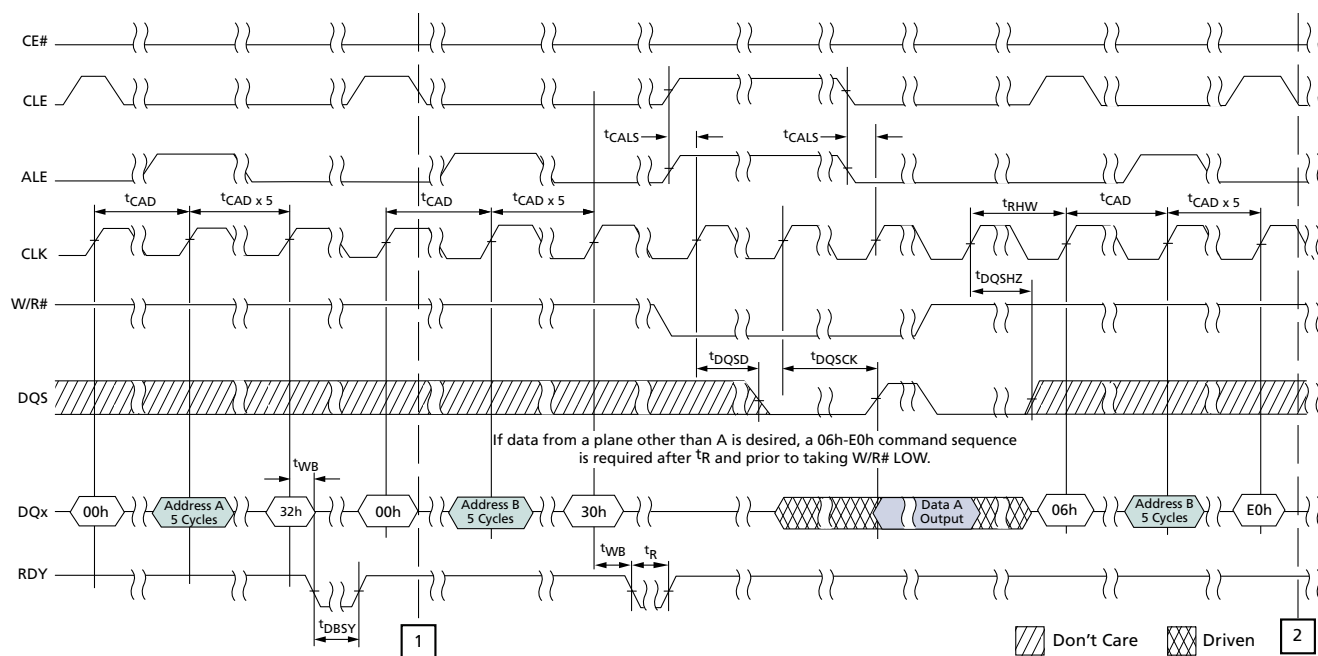 CE#
CLE
tCALS
tCALS
ALE
tCAD
tCAD x 5
tCAD
tCAD x 5
tRHW
tCAD
tCAD x 5
CLK
tDQSHZ
W/R#
tDQSD
tDQSCK
DQS
If data from a plane other than A is desired, a 06h-E0h command sequence
is required after tR and prior to taking W/R# LOW.
tWB
DQx
00h
Address A
5 Cycles
32h
00h
Address B
5 Cycles
30h
Data A
Output
06h
Address B
5 Cycles
E0h
tWB
tR
RDY
tDBSY
1
Don't Care
Driven
2